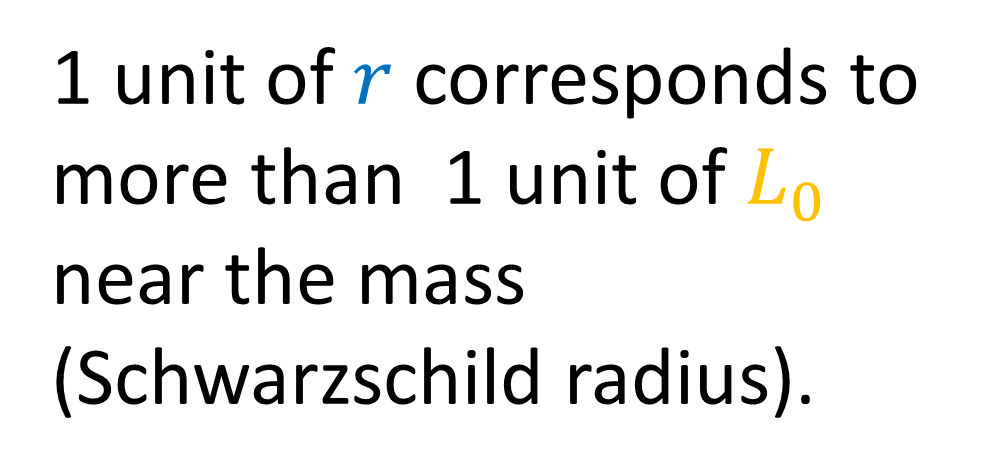 1 unit of r corresponds to
more than  1 unit of L₀
near the mass
(Schwarzschild radius).